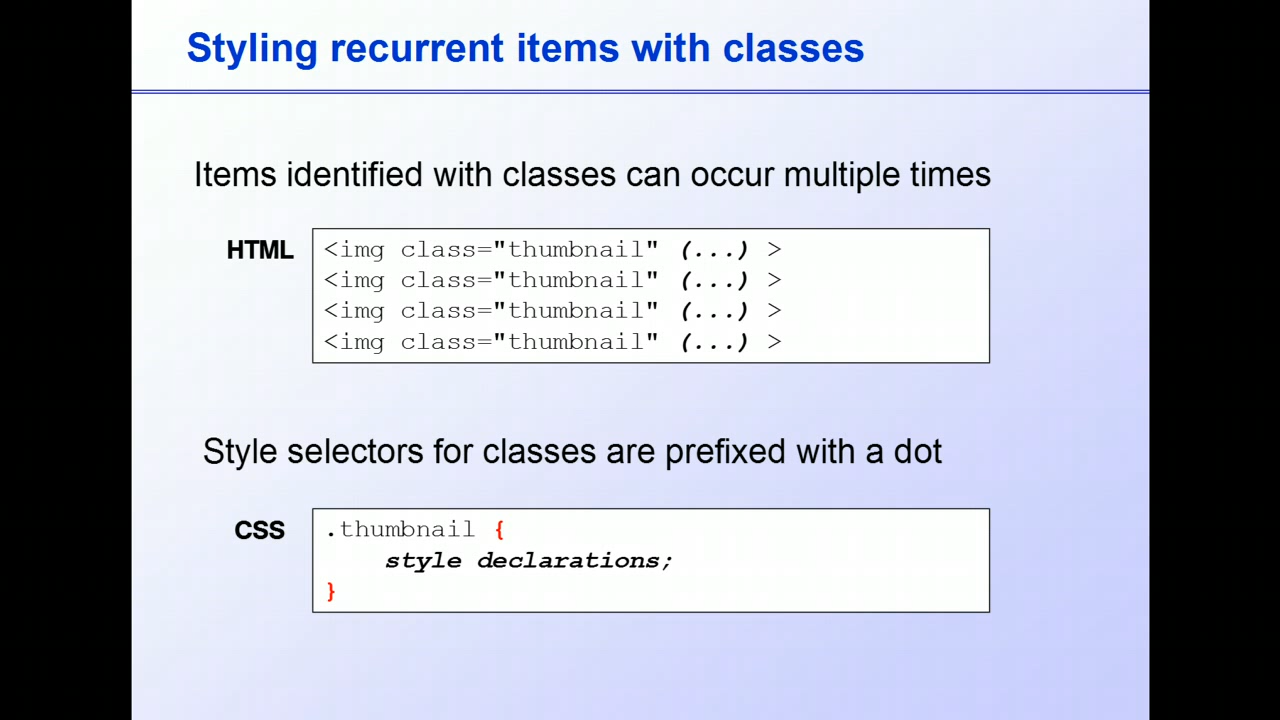 Styling recurrent items with classes
Items identified with classes can occur multiple times
HTML
<img class="thumbnail" (...) >
<img class="thumbnail" (...) >
<img class="thumbnail" (...) >
<img class="thumbnail" (...) >
Style selectors for classes are prefixed with a dot
CSS
.thumbnail {
    style declarations;
}